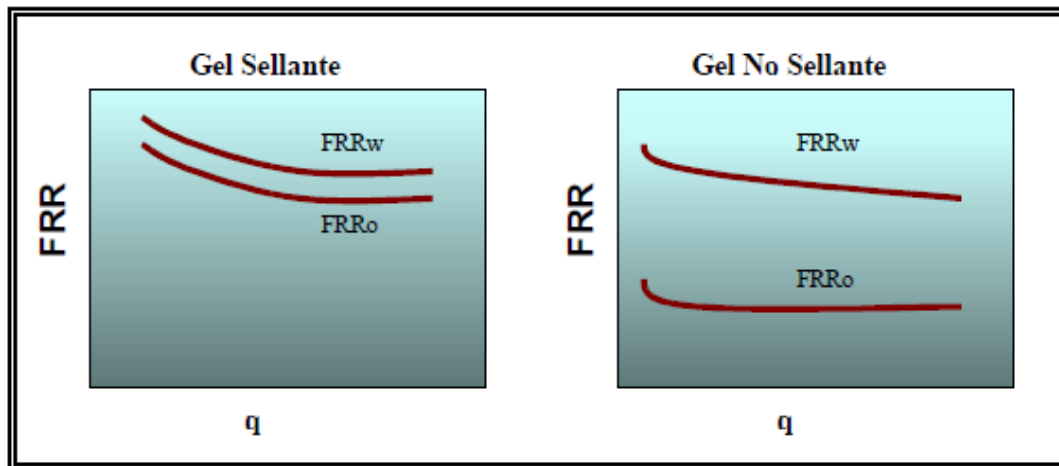 Gel Sellante
FRRw
FRRo
FRR
q
Gel No Sellante
FRRw
FRRo
FRR
q